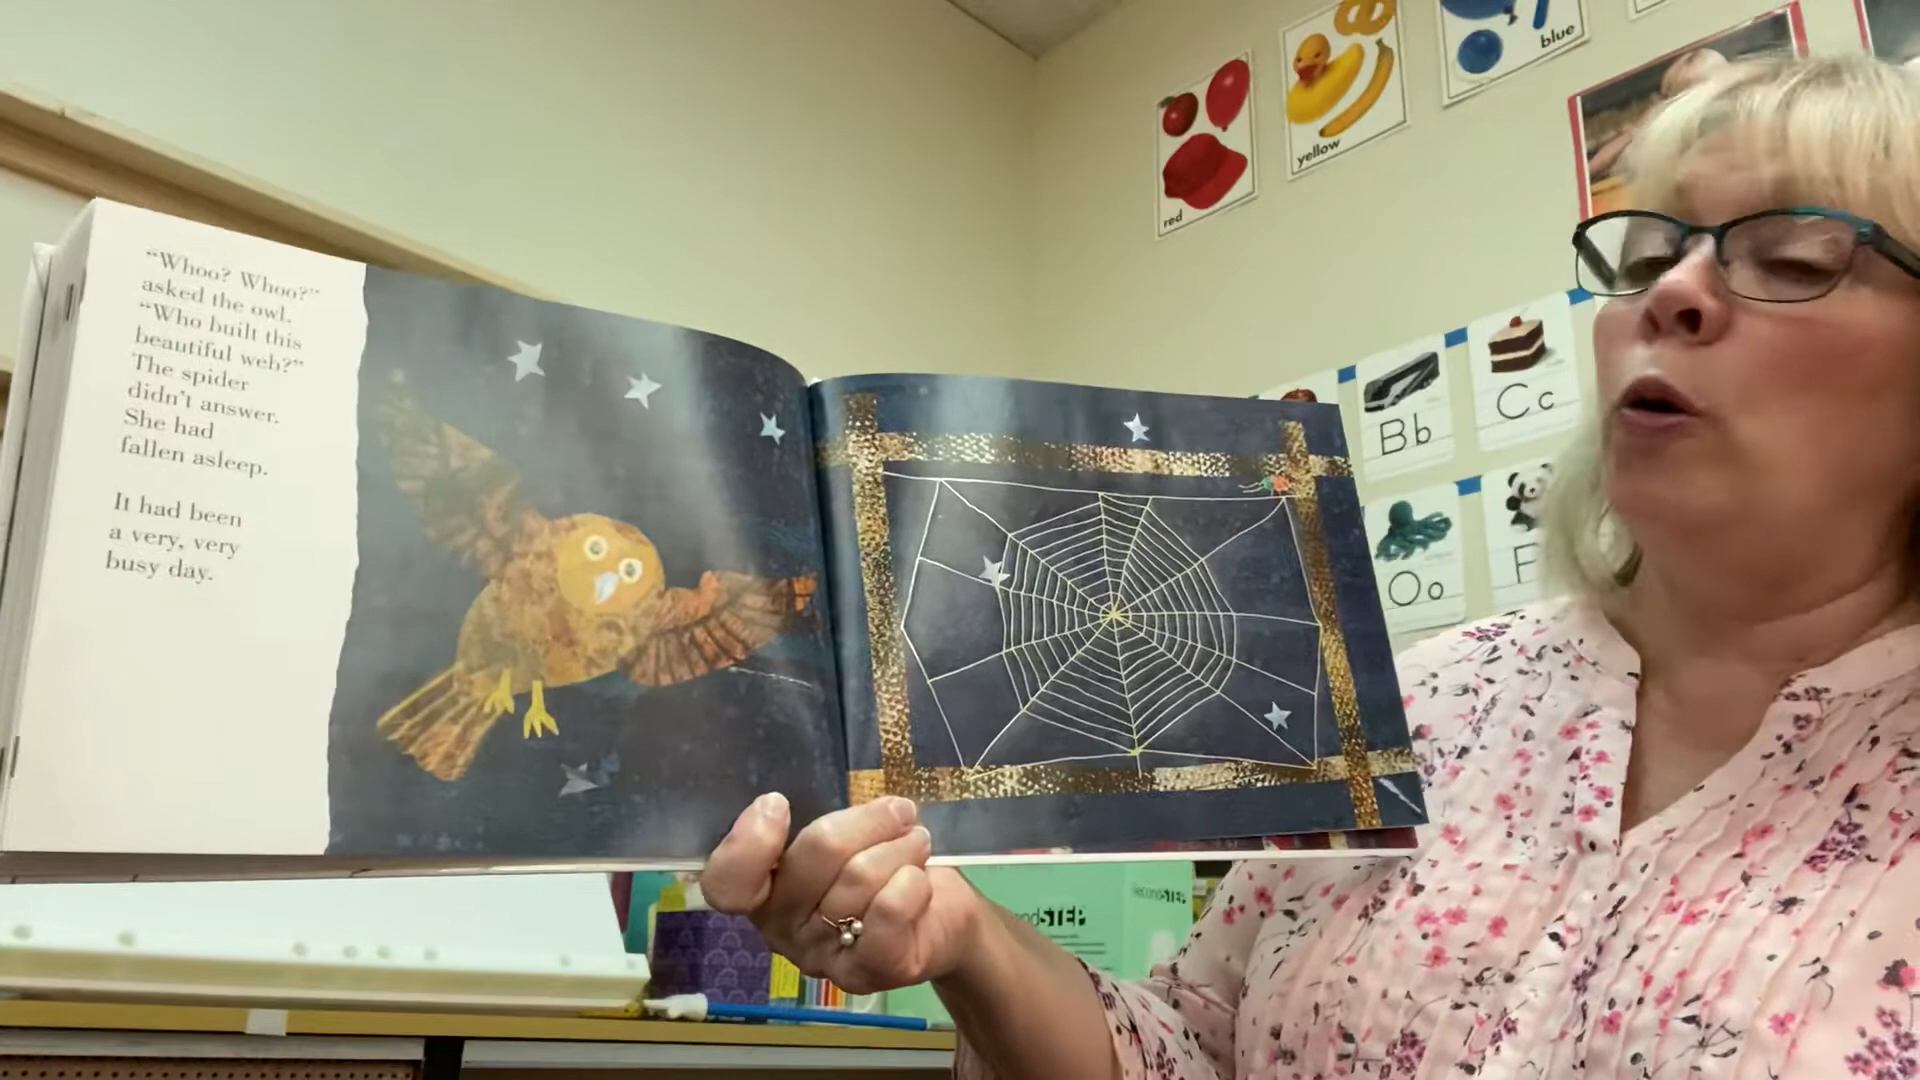 “Whoo? Whoo?”
asked the owl.
“Who built this
beautiful web?”
The spider
didn’t answer.
She had
fallen asleep.
It had been
a very, very
busy day.
red
yellow
blue
Bb
Cc
Oo
STEP
SecondSTEP